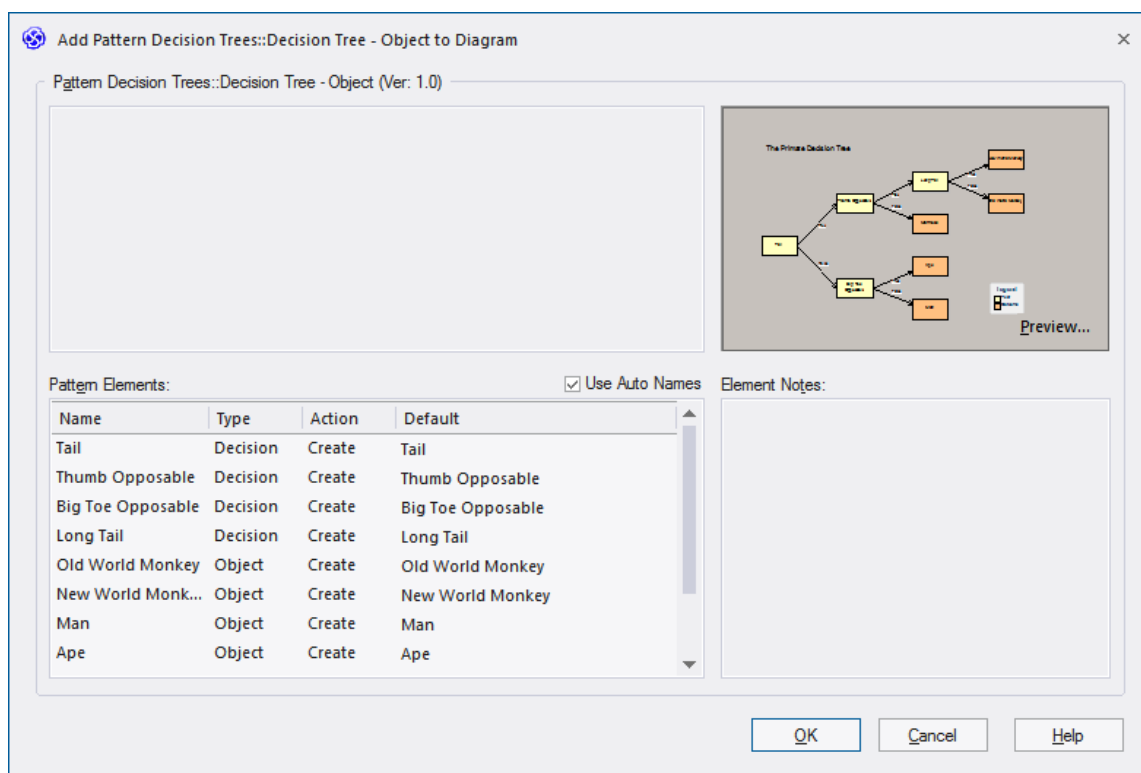 Add Pattern Decision Trees::Decision Tree - Object to Diagram
Pattern Decision Trees::Decision Tree - Object (Ver: 1.0)
The Primate Decision Tree
Preview...
Pattern Elements:
Use Auto Names
Element Notes:
Name Type Action Default
Tail Decision Create Tail
Thumb Opposable Decision Create Thumb Opposable
Big Toe Opposable Decision Create Big Toe Opposable
Long Tail Decision Create Long Tail
Old World Monkey Object Create Old World Monkey
New World Monk... Object Create New World Monkey
Man Object Create Man
Ape Object Create Ape
OK Cancel Help